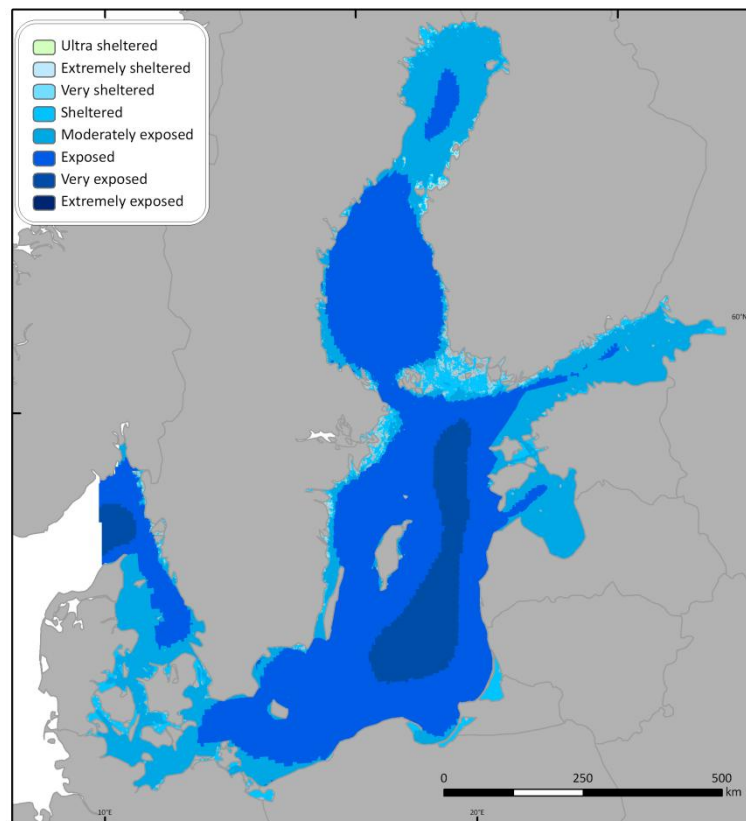 Ultra sheltered
Extremely sheltered
Very sheltered
Sheltered
Moderately exposed
Exposed
Very exposed
Extremely exposed
60°N
0 250 500
km
10°E 20°E